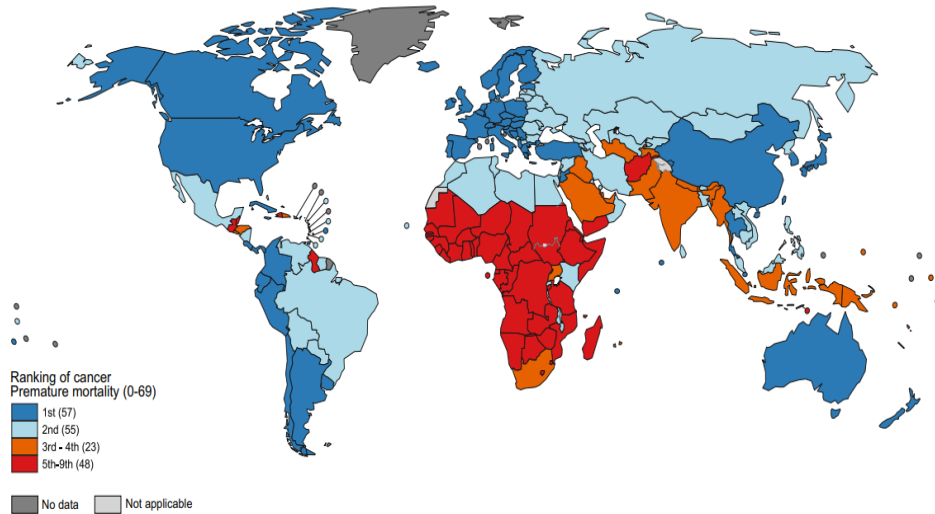 Ranking of cancer
Premature mortality (0-69)
1st (57)
2nd (55)
3rd - 4th (23)
5th-9th (48)
No data Not applicable